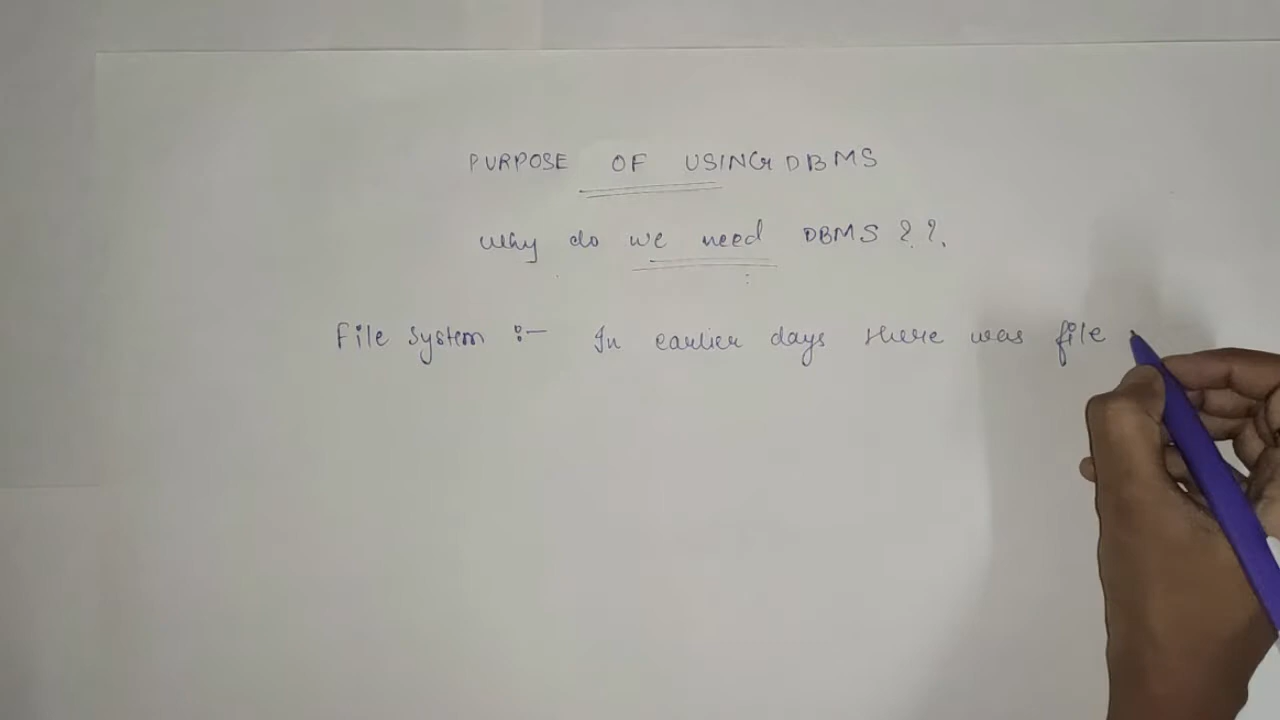 PURPOSE OF USING DBMS
Why do we need DBMS ??.
File System :- In earlier days there was file